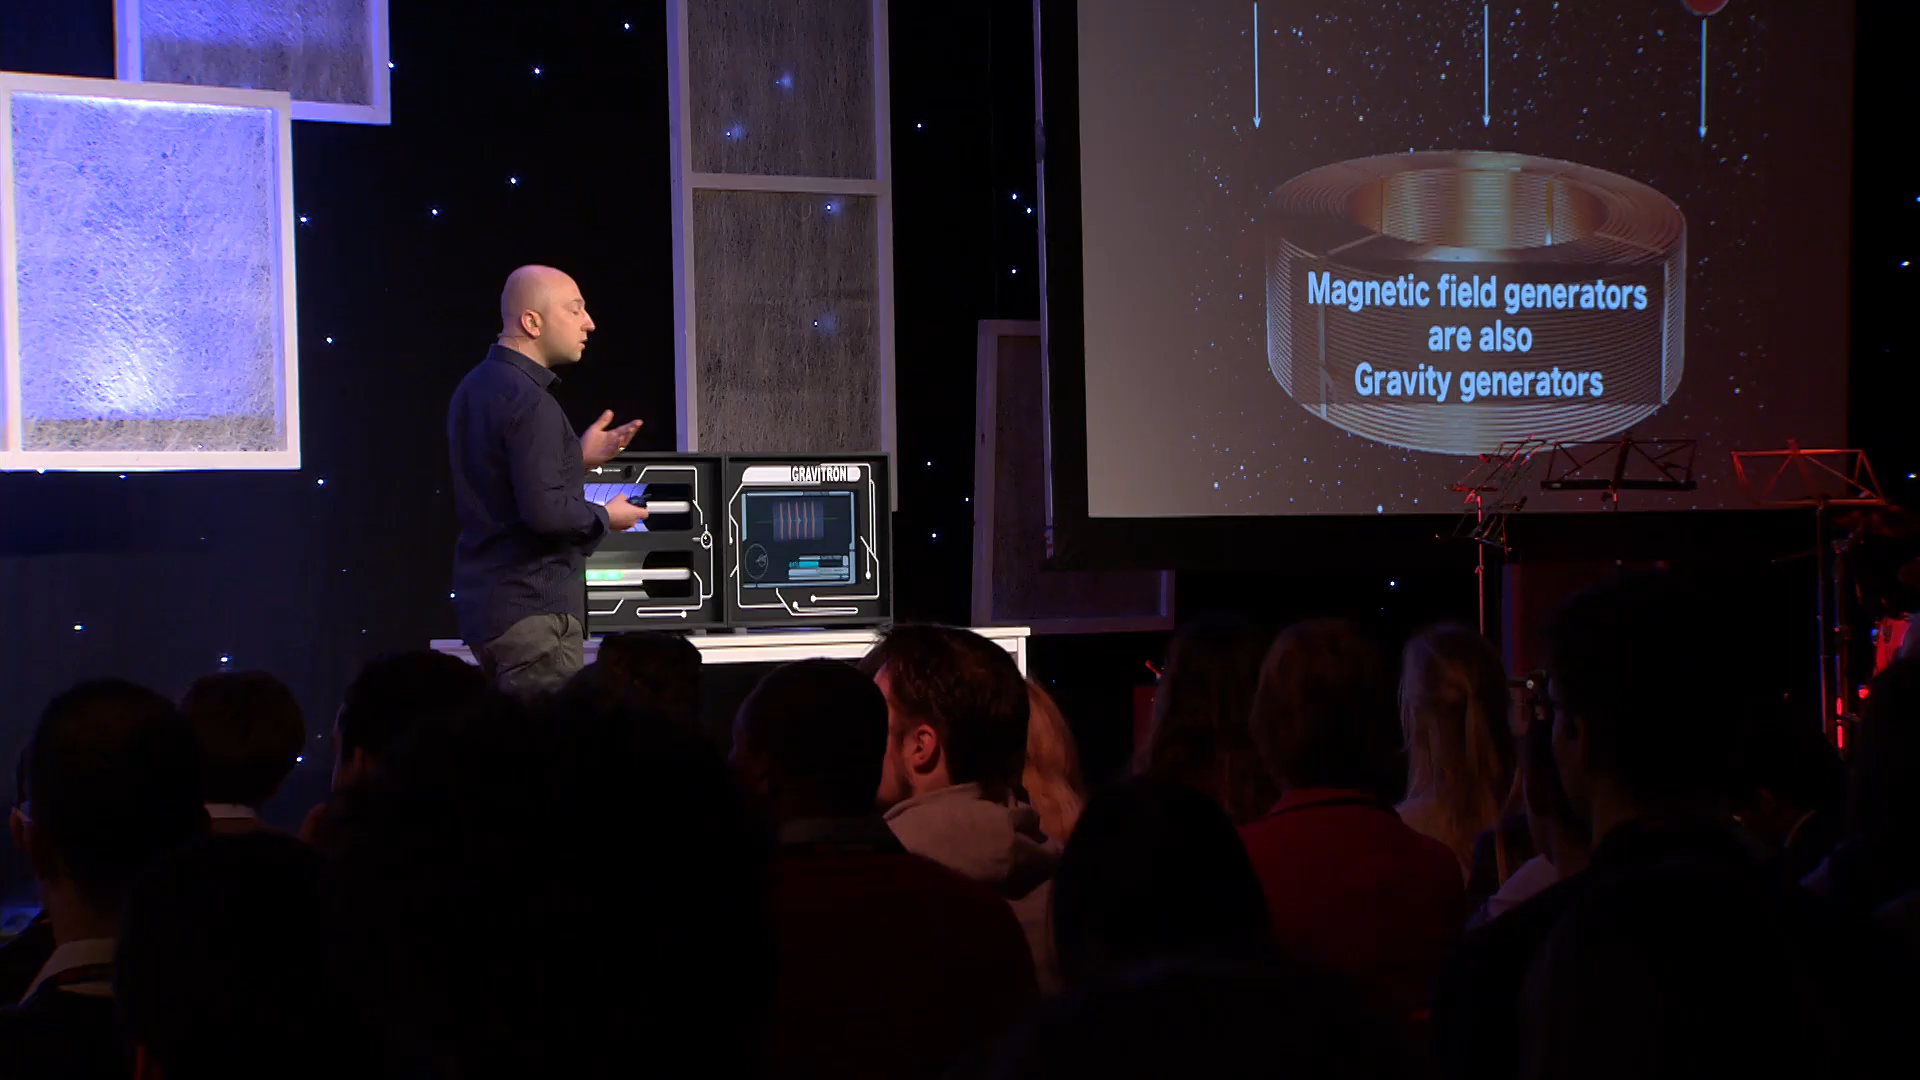 Magnetic field generators
are also
Gravity generators
GRAVITRON